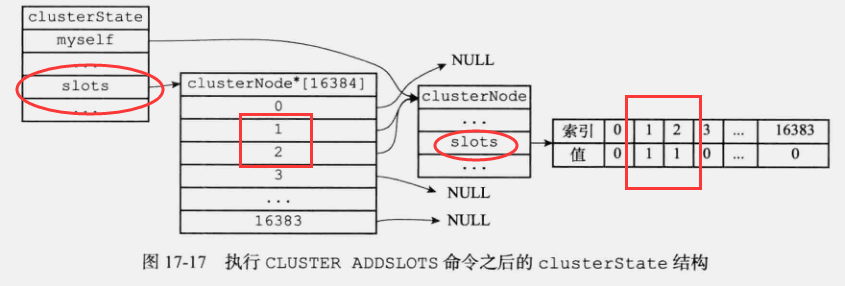 clusterState
myself
...
slots
...
clusterNode*[16384]
0
1
2
3
...
16383
NULL
NULL
NULL
clusterNode
...
slots
...
索引 0 1 2 3 ... 16383
值 0 1 1 0 ... 0
图 17-17 执行 CLUSTER ADDSLOTS 命令之后的 clusterState 结构